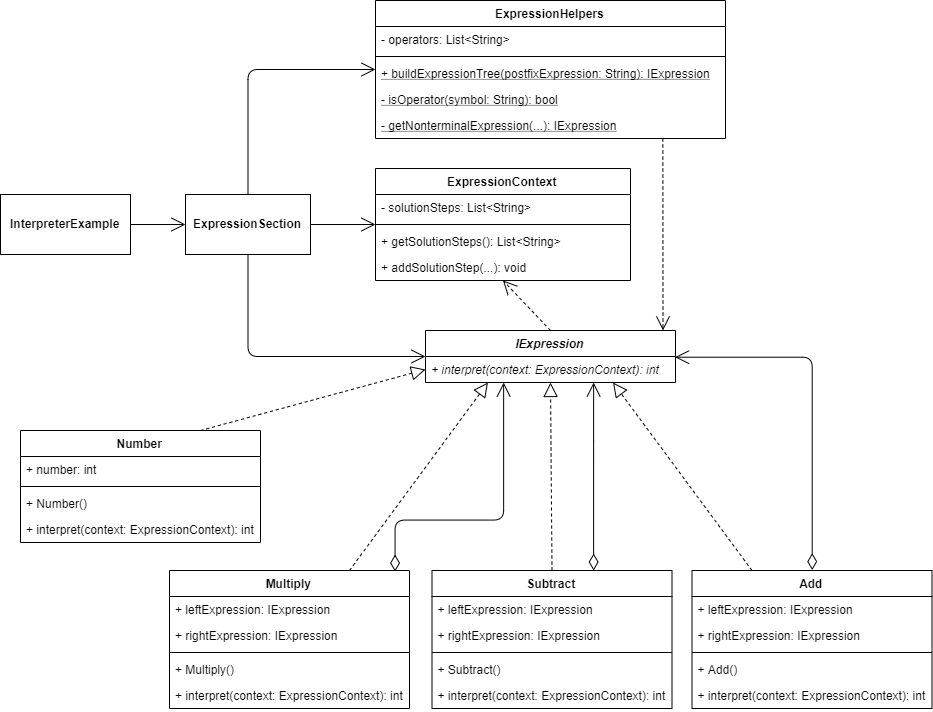 ExpressionHelpers
- operators: List<String>
+ buildExpressionTree(postfixExpression: String): IExpression
- isOperator(symbol: String): bool
- getNonterminalExpression(...): IExpression
ExpressionContext
- solutionSteps: List<String>
+ getSolutionSteps(): List<String>
+ addSolutionStep(...): void
InterpreterExample
ExpressionSection
IExpression
+ interpret(context: ExpressionContext): int
Number
+ number: int
+ Number()
+ interpret(context: ExpressionContext): int
Multiply
+ leftExpression: IExpression
+ rightExpression: IExpression
+ Multiply()
+ interpret(context: ExpressionContext): int
Subtract
+ leftExpression: IExpression
+ rightExpression: IExpression
+ Subtract()
+ interpret(context: ExpressionContext): int
Add
+ leftExpression: IExpression
+ rightExpression: IExpression
+ Add()
+ interpret(context: ExpressionContext): int